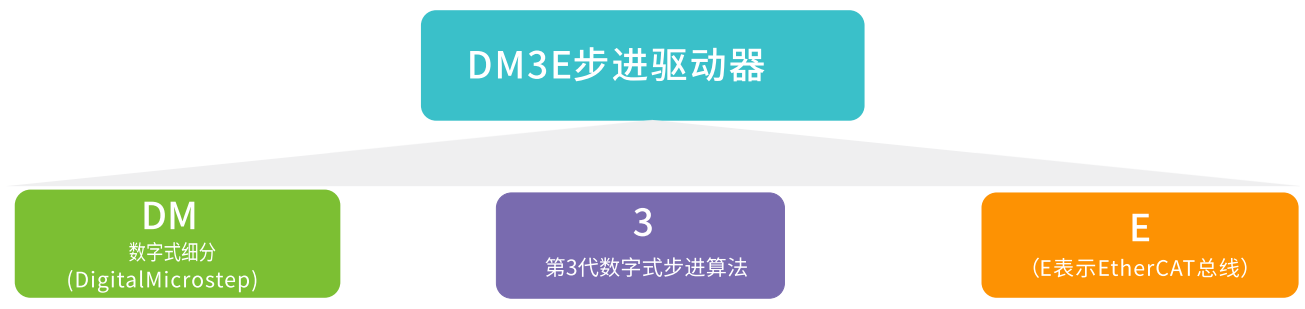 DM3E步进驱动器
DM
数字式细分
(DigitalMicrostep)
3
第3代数字式步进算法
E
（E表示EtherCAT总线）